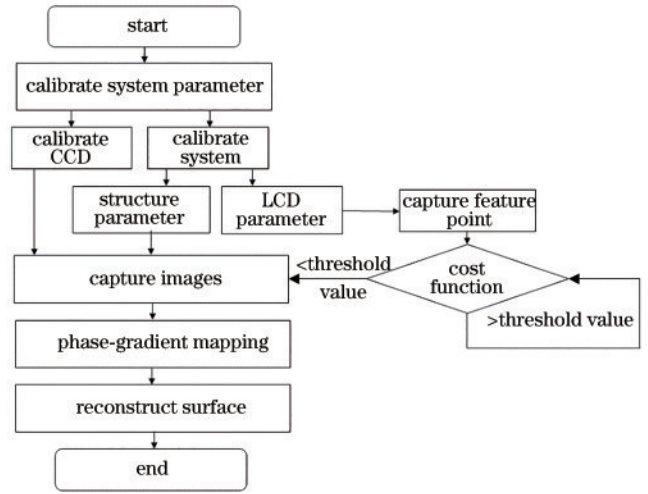 start
calibrate system parameter
calibrate
CCD
calibrate
system
structure
parameter
LCD
parameter
capture feature
point
capture images
<threshold
value
cost
function
>threshold value
phase-gradient mapping
reconstruct surface
end